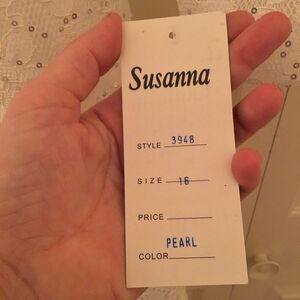 Susanna
STYLE 3948
SIZE 16
PRICE
PEARL
COLOR